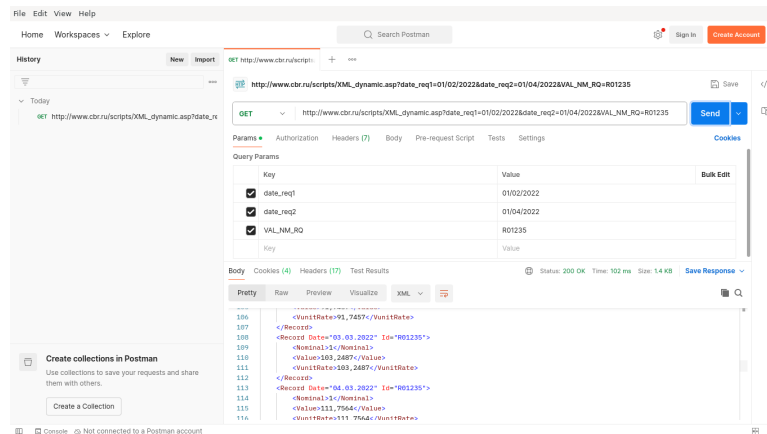 File Edit View Help
Home Workspaces Explore
Search Postman
Sign In
Create Account
History
New
Import
GET http://www.cbr.ru/scripts
http://www.cbr.ru/scripts/XML_dynamic.asp?date_req1=01/02/2022&date_req2=01/04/2022&VAL_NM_RQ=R01235
Save
Today
GET http://www.cbr.ru/scripts/XML_dynamic.asp?date_re
GET http://www.cbr.ru/scripts/XML_dynamic.asp?date_req1=01/02/2022&date_req2=01/04/2022&VAL_NM_RQ=R01235
Send
Params Authorization Headers (7) Body Pre-request Script Tests Settings
Cookies
Query Params
Key Value Bulk Edit
date_req1 01/02/2022
date_req2 01/04/2022
VAL_NM_RQ R01235
Key Value
Body Cookies (4) Headers (17) Test Results
Status: 200 OK Time: 102 ms Size: 1.4 KB Save Response
Pretty Raw Preview Visualize XML
106 <VunitRate>91,7457</VunitRate>
107 </Record>
108 <Record Date="03.03.2022" Id="R01235">
109 <Nominal>1</Nominal>
110 <Value>103,2487</Value>
111 <VunitRate>103,2487</VunitRate>
112 </Record>
113 <Record Date="04.03.2022" Id="R01235">
114 <Nominal>1</Nominal>
115 <Value>111,7564</Value>
116 <VunitRate>111,7564</VunitRate>
Create collections in Postman
Use collections to save your requests and share
them with others.
Create a Collection
Console Not connected to a Postman account